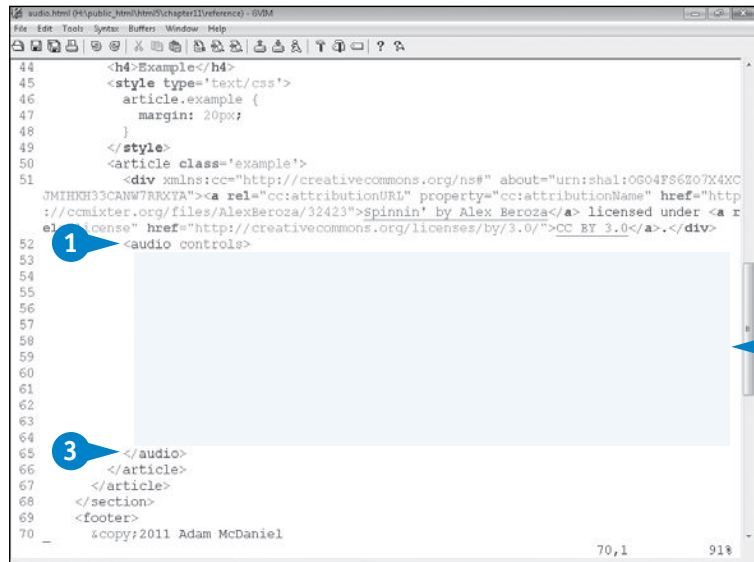 audio.html (H:\public_html\html5\chapter11\reference) - GVIM
File Edit Tools Syntax Buffers Window Help
44 <h4>Example</h4>
45 <style type='text/css'>
46 article.example {
47 margin: 20px;
48 }
49 </style>
50 <article class='example'>
51 <div xmlns:cc="http://creativecommons.org/ns#" about="urn:sha1:OGO4FS6ZO7X4XC
JMIHKH33CANW7RRXYA"><a rel="cc:attributionURL" property="cc:attributionName" href="http
://ccmixter.org/files/AlexBeroza/32423">Spinnin' by Alex Beroza</a> licensed under <a r
el icense" href="http://creativecommons.org/licenses/by/3.0/">CC BY 3.0</a>.</div>
52 1 <audio controls>
53
54
55
56
57
58
59
60
61
62
63
64
65 3 </audio>
66 </article>
67 </article>
68 </section>
69 <footer>
70 &copy;2011 Adam McDaniel
70,1 91%